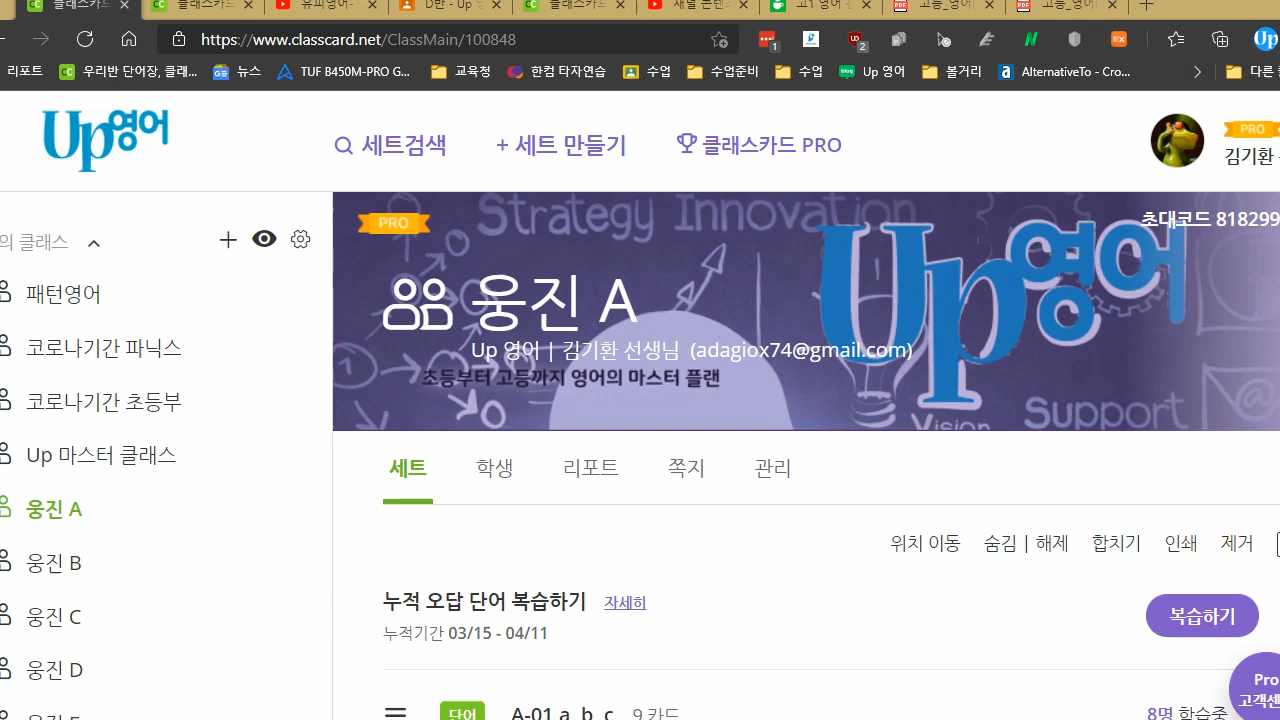 클래스카드
클래스카드
유피영어-
D반 - Up 영
클래스카드
채널 콘텐츠
고1 영어
고등_영어
고등_영어
https://www.classcard.net/ClassMain/100848
1
2
Up
리포트 우리반 단어장, 클래... 뉴스 TUF B450M-PRO G... 교육청 한컴 타자연습 수업 수업준비 수업 Up 영어 볼거리 AlternativeTo - Cro... 다른
Up영어
세트검색 + 세트 만들기 클래스카드 PRO
PRO
김기환
의 클래스
패턴영어
코로나기간 파닉스
코로나기간 초등부
Up 마스터 클래스
웅진 A
웅진 B
웅진 C
웅진 D
PRO
Strategy Innovation
초대코드 818299
Up영어
웅진 A
Up 영어 | 김기환 선생님 (adagiox74@gmail.com)
초등부터 고등까지 영어의 마스터 플랜
Vision
Support
세트 학생 리포트 쪽지 관리
위치 이동 숨김 | 해제 합치기 인쇄 제거
누적 오답 단어 복습하기 자세히
누적기간 03/15 - 04/11
복습하기
Pro
고객센
단어 A-01 a, b, c 9 카드
8명 학습중